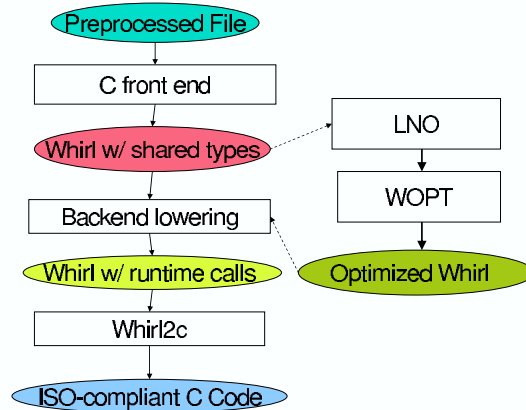 Preprocessed File
C front end
Whirl w/ shared types
LNO
WOPT
Backend lowering
Optimized Whirl
Whirl w/ runtime calls
Whirl2c
ISO-compliant C Code